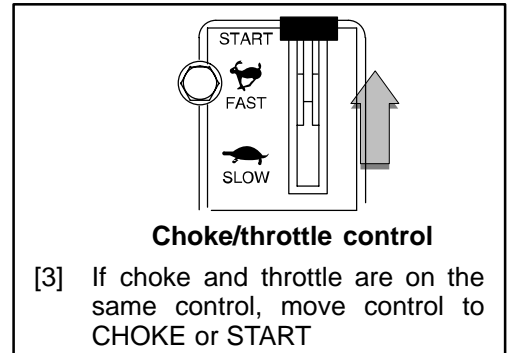 START
FAST
SLOW
Choke/throttle control
[3] If choke and throttle are on the
same control, move control to
CHOKE or START